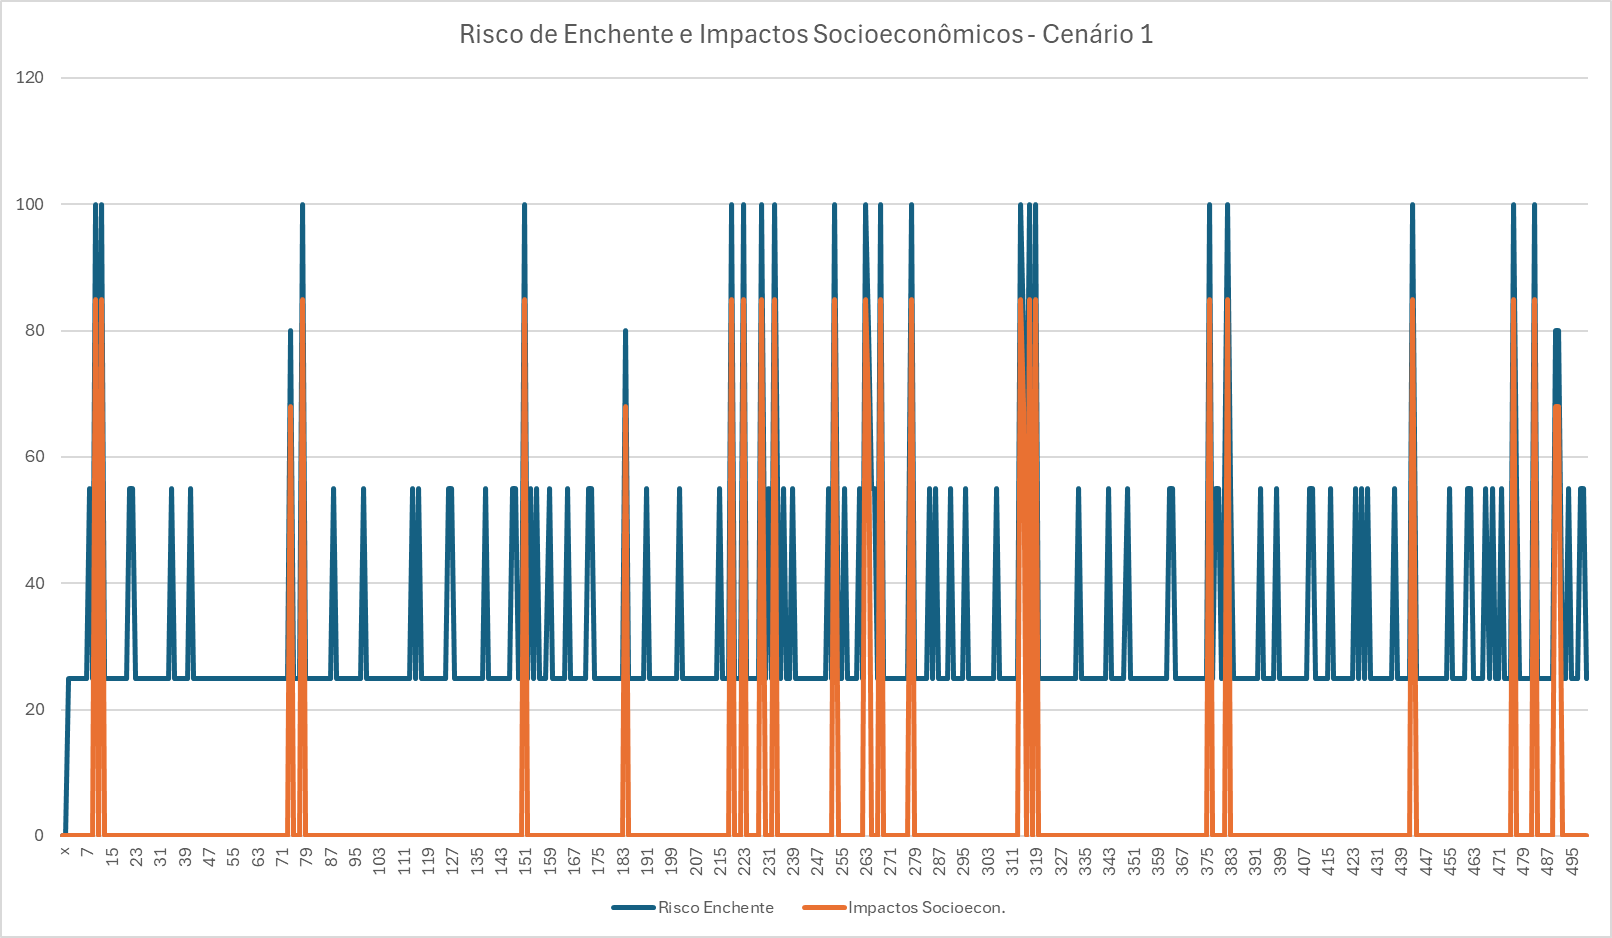 Risco de Enchente e Impactos Socioeconômicos - Cenário 1
120
100
80
60
40
20
0
x 7 15 23 31 39 47 55 63 71 79 87 95 103 111 119 127 135 143 151 159 167 175 183 191 199 207 215 223 231 239 247 255 263 271 279 287 295 303 311 319 327 335 343 351 359 367 375 383 391 399 407 415 423 431 439 447 455 463 471 479 487 495
Risco Enchente Impactos Socioecon.